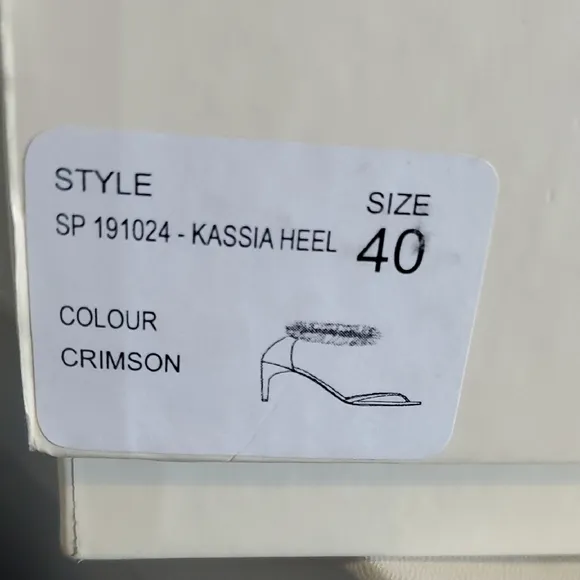 STYLE
SP 191024 - KASSIA HEEL
SIZE
40
COLOUR
CRIMSON